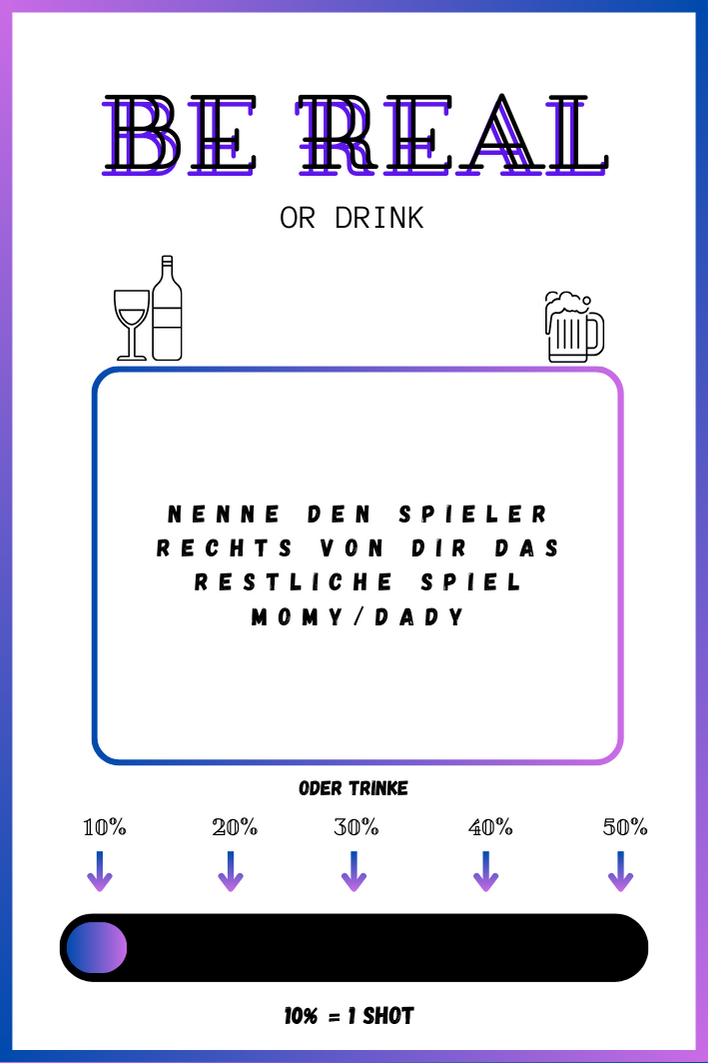 BE REAL
OR DRINK
NENNE DEN SPIELER
RECHTS VON DIR DAS
RESTLICHE SPIEL
MOMY/DADY
ODER TRINKE
10% 20% 30% 40% 50%
10% = 1 SHOT